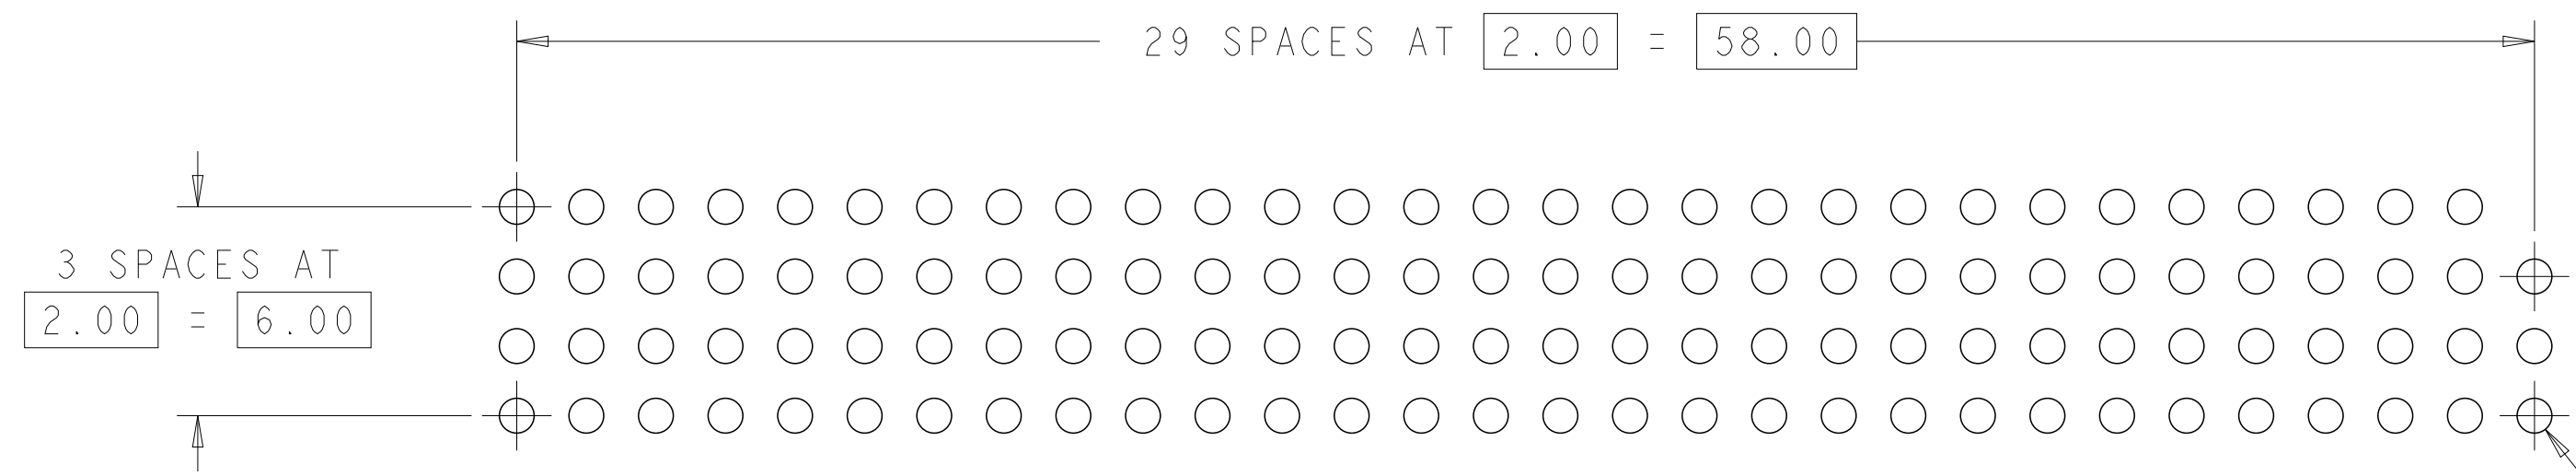 29 SPACES AT 2.00 = 58.00
3 SPACES AT
2.00 = 6.00